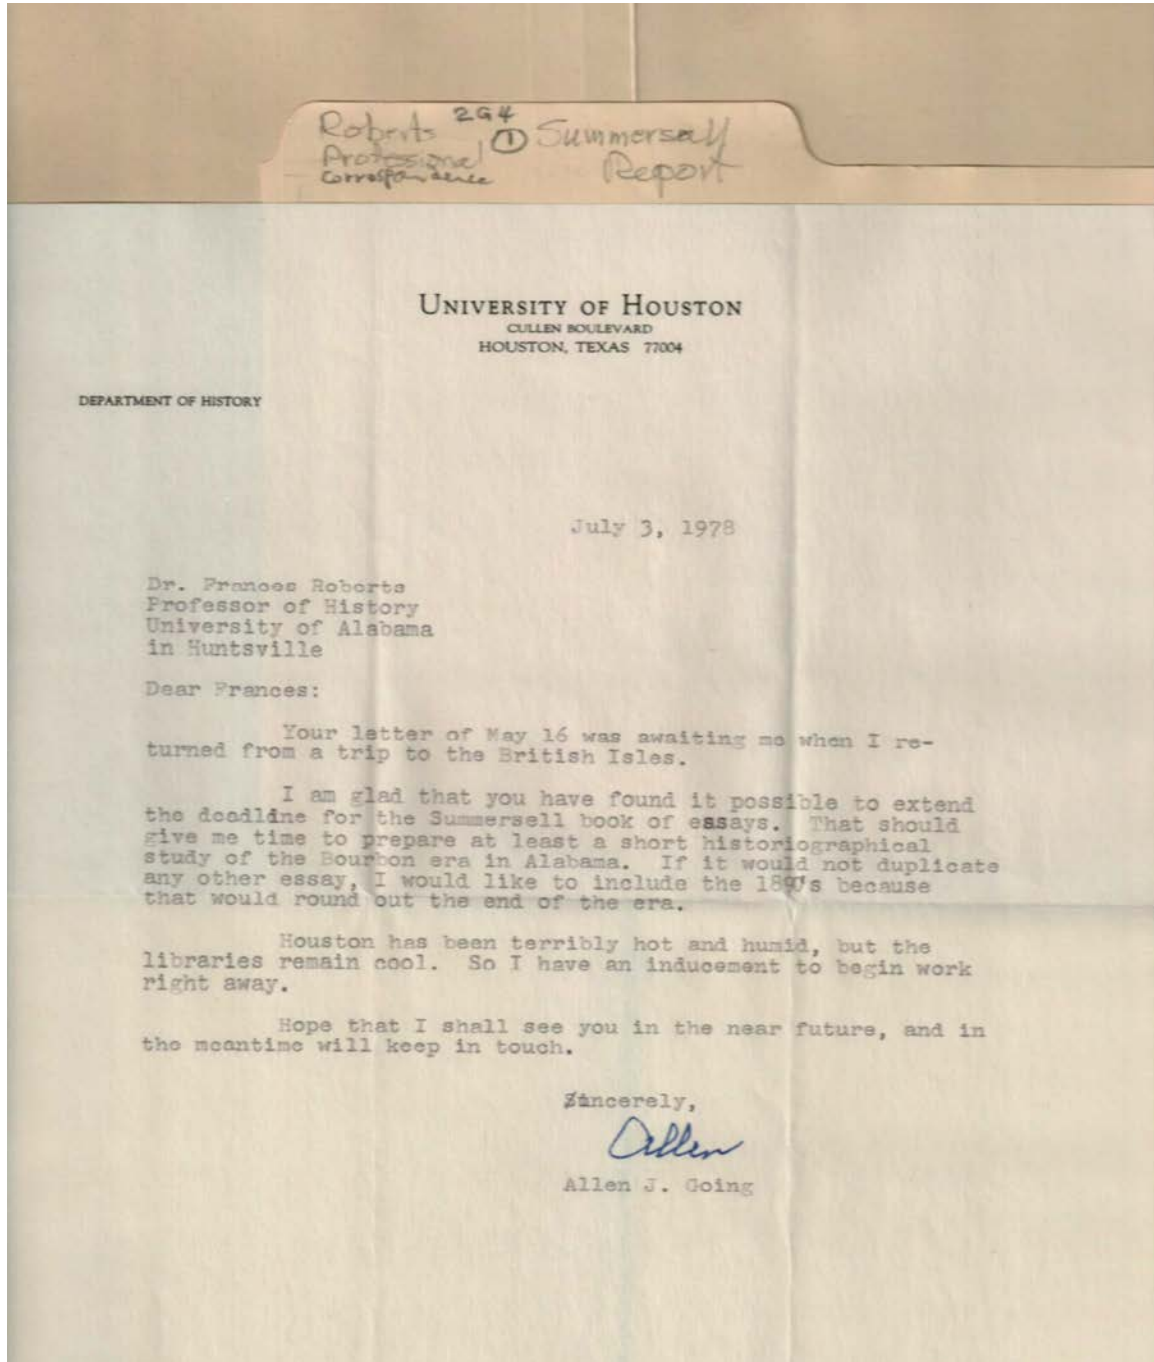 Roberts 2G4 ① Summersell
Professional Report
Correspondence
UNIVERSITY OF HOUSTON
CULLEN BOULEVARD
HOUSTON, TEXAS 77004
DEPARTMENT OF HISTORY
July 3, 1978
Dr. Frances Roberts
Professor of History
University of Alabama
in Huntsville
Dear Frances:
Your letter of May 16 was awaiting me when I re-
turned from a trip to the British Isles.
I am glad that you have found it possible to extend
the deadline for the Summersell book of essays. That should
give me time to prepare at least a short historiographical
study of the Bourbon era in Alabama. If it would not duplicate
any other essay, I would like to include the 1890's because
that would round out the end of the era.
Houston has been terribly hot and humid, but the
libraries remain cool. So I have an inducement to begin work
right away.
Hope that I shall see you in the near future, and in
the meantime will keep in touch.
Sincerely,
Allen
Allen J. Going